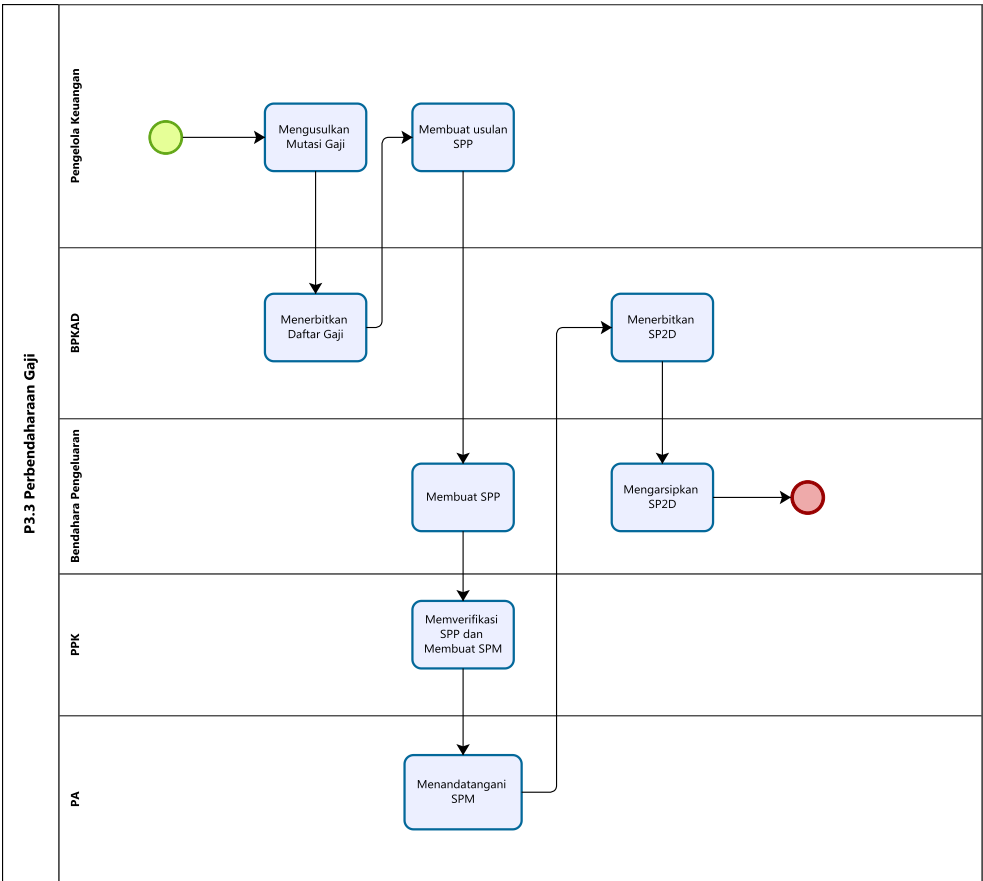 P3.3 Perbendaharaan Gaji
Pengelola Keuangan
Mengusulkan
Mutasi Gaji
Membuat usulan
SPP
BPKAD
Menerbitkan
Daftar Gaji
Menerbitkan
SP2D
Bendahara Pengeluaran
Membuat SPP
Mengarsipkan
SP2D
PPK
Memverifikasi
SPP dan
Membuat SPM
PA
Menandatangani
SPM